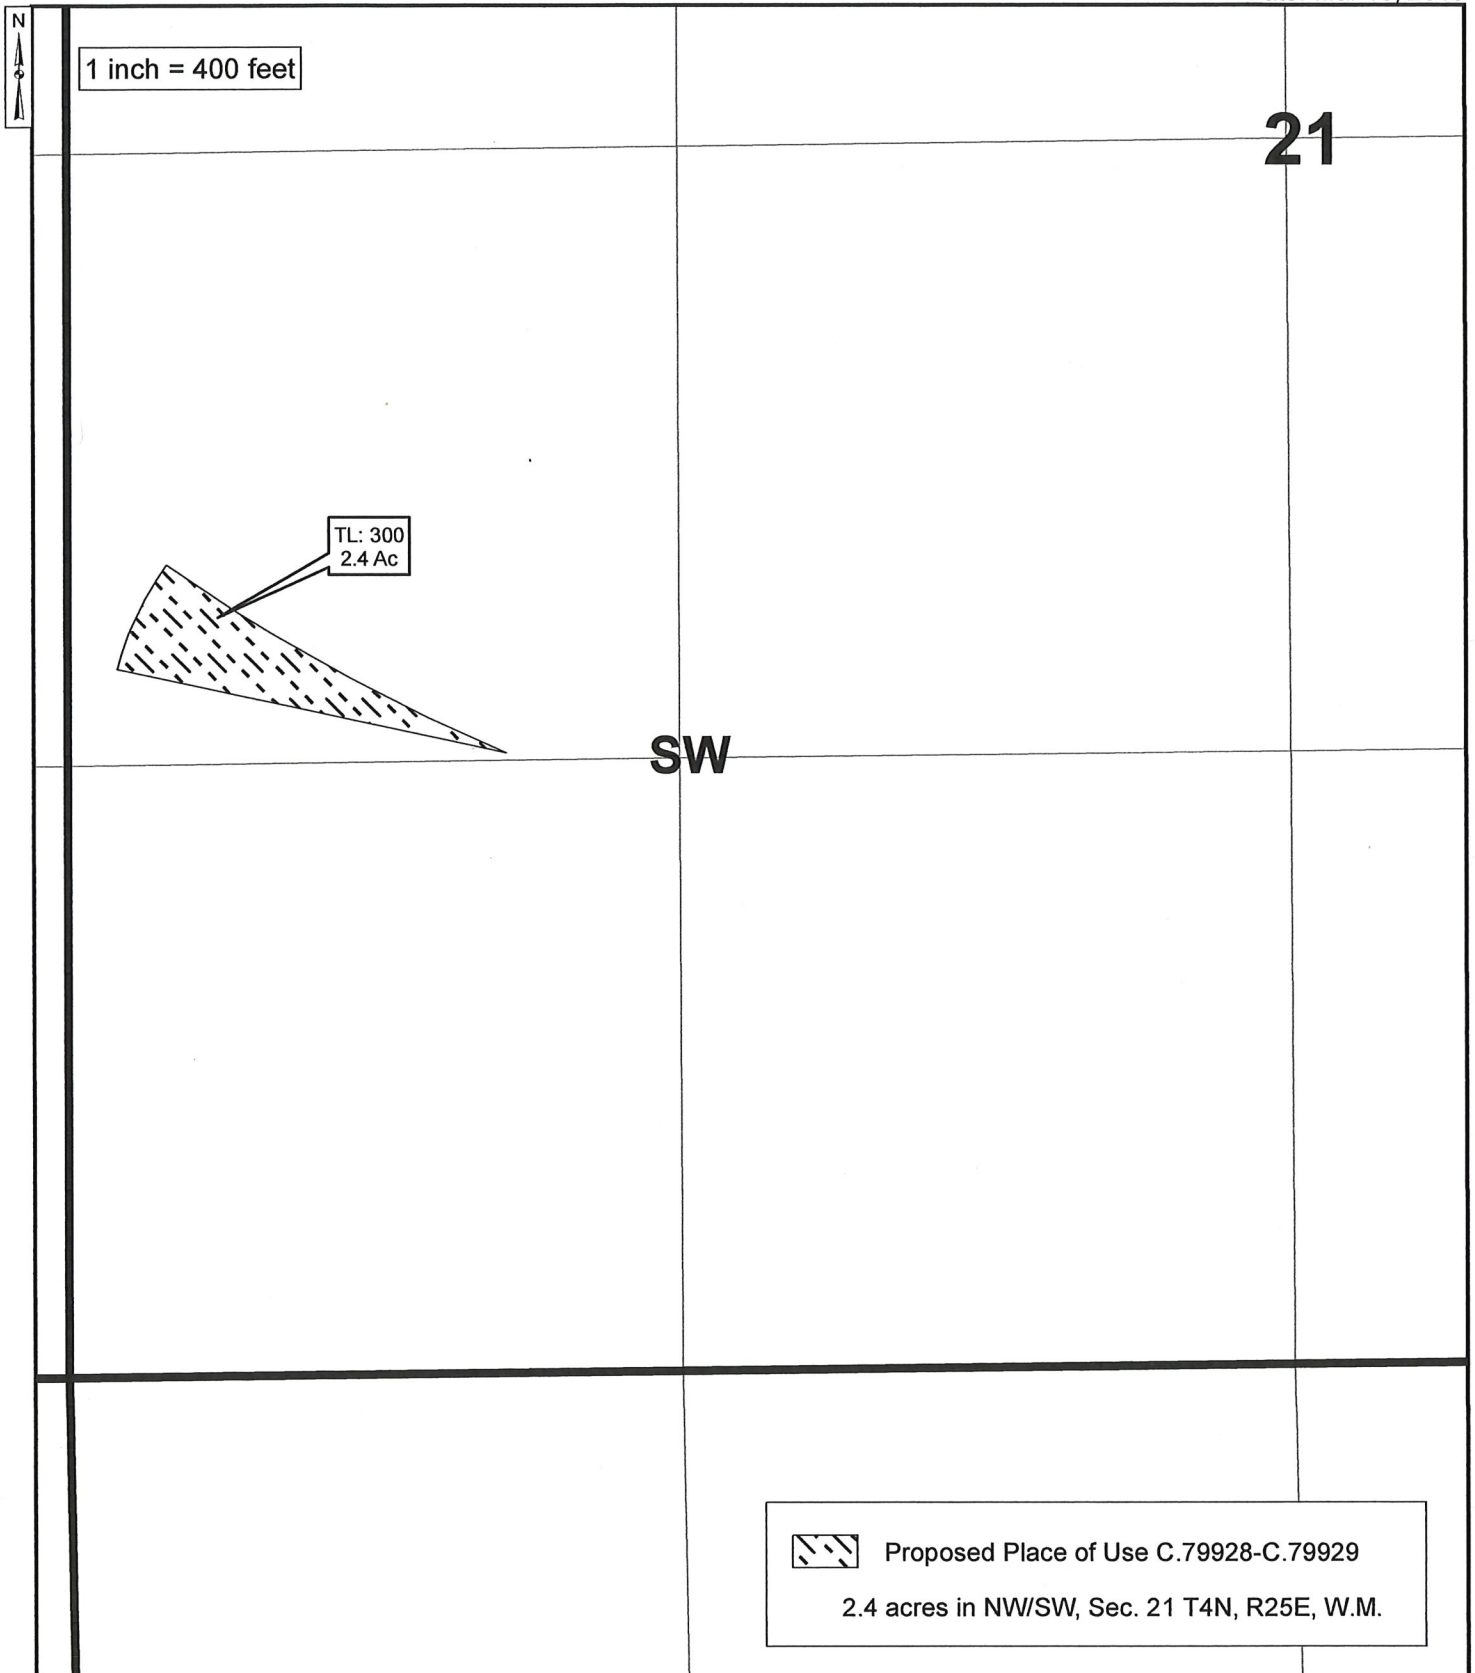 N
1 inch = 400 feet
21
TL: 300
2.4 Ac
SW
Proposed Place of Use C.79928-C.79929
2.4 acres in NW/SW, Sec. 21 T4N, R25E, W.M.